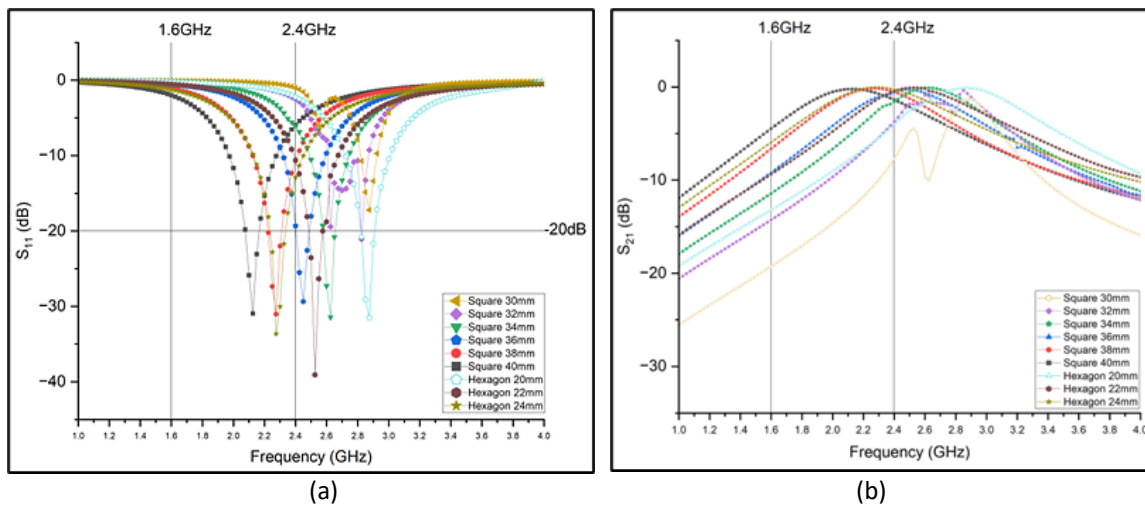 1.6GHz 2.4GHz
0
-10
-20
-30
-40
-20dB
S11 (dB)
Square 30mm
Square 32mm
Square 34mm
Square 36mm
Square 38mm
Square 40mm
Hexagon 20mm
Hexagon 22mm
Hexagon 24mm
1.0 1.2 1.4 1.6 1.8 2.0 2.2 2.4 2.6 2.8 3.0 3.2 3.4 3.6 3.8 4.0
Frequency (GHz)
(a)
1.6GHz 2.4GHz
0
-10
-20
-30
S21 (dB)
Square 30mm
Square 32mm
Square 34mm
Square 36mm
Square 38mm
Square 40mm
Hexagon 20mm
Hexagon 22mm
Hexagon 24mm
1.0 1.2 1.4 1.6 1.8 2.0 2.2 2.4 2.6 2.8 3.0 3.2 3.4 3.6 3.8 4.0
Frequency (GHz)
(b)